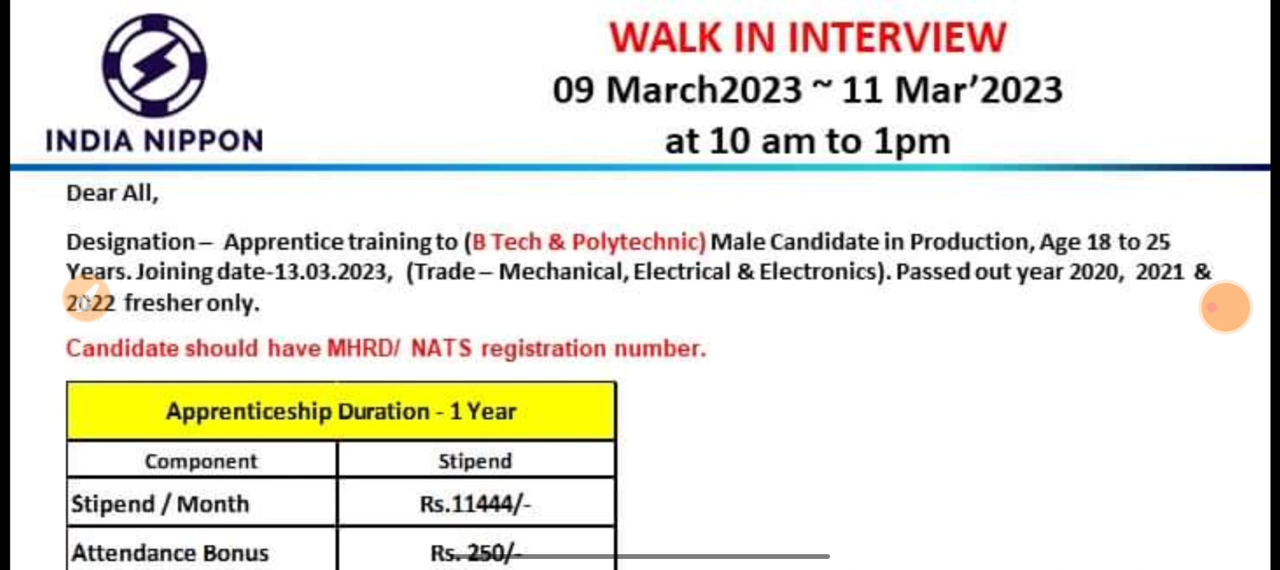 INDIA NIPPON
WALK IN INTERVIEW
09 March2023 ~ 11 Mar’2023
at 10 am to 1pm
Dear All,
Designation – Apprentice training to (B Tech & Polytechnic) Male Candidate in Production, Age 18 to 25
Years. Joining date-13.03.2023, (Trade – Mechanical, Electrical & Electronics). Passed out year 2020, 2021 &
2022 fresher only.
Candidate should have MHRD/ NATS registration number.
Apprenticeship Duration - 1 Year
Component Stipend
Stipend / Month Rs.11444/-
Attendance Bonus Rs. 250/-